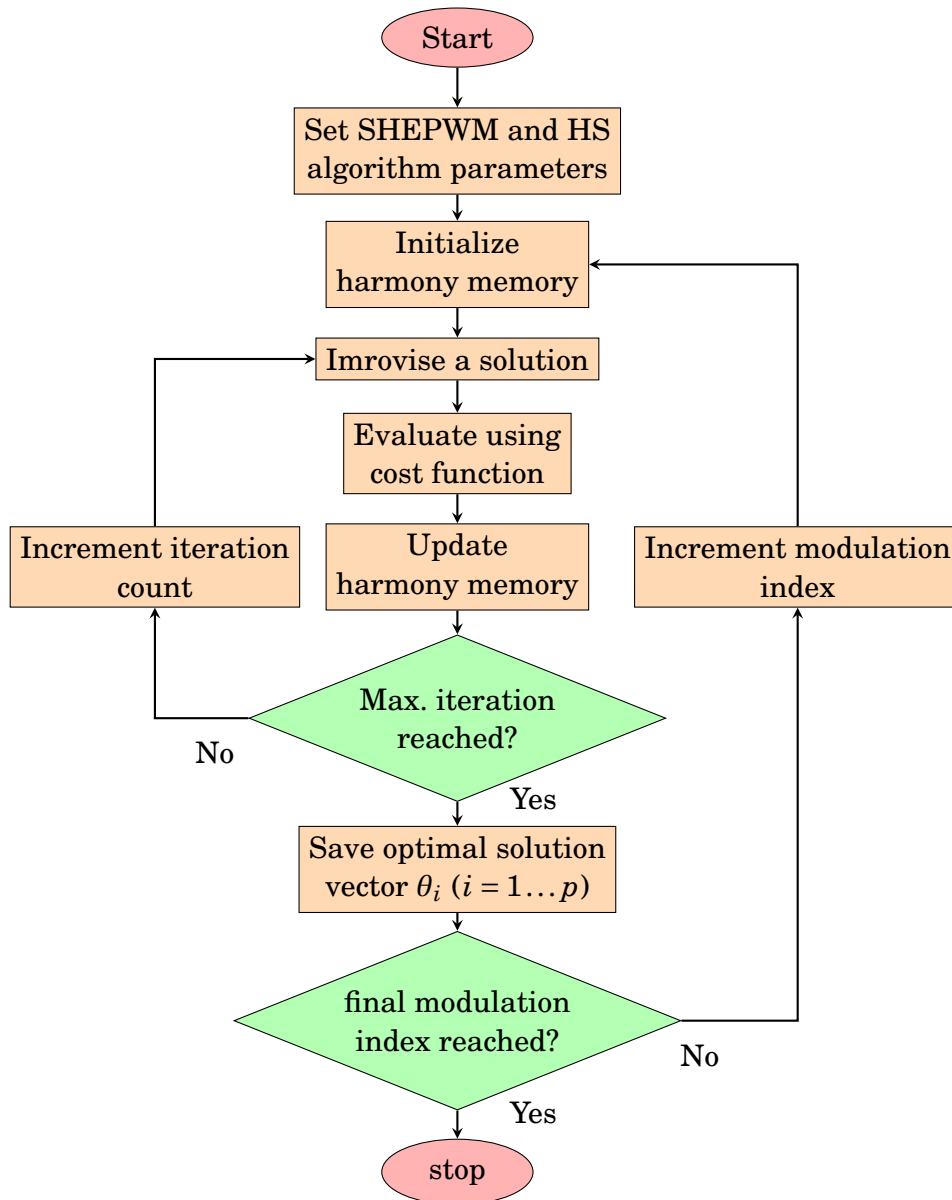 Start
Set SHEPWM and HS
algorithm parameters
Initialize
harmony memory
Imrovise a solution
Evaluate using
cost function
Increment iteration
count
Update
harmony memory
Increment modulation
index
Max. iteration
reached?
No
Yes
Save optimal solution
vector θ_i (i = 1...p)
final modulation
index reached?
No
Yes
stop